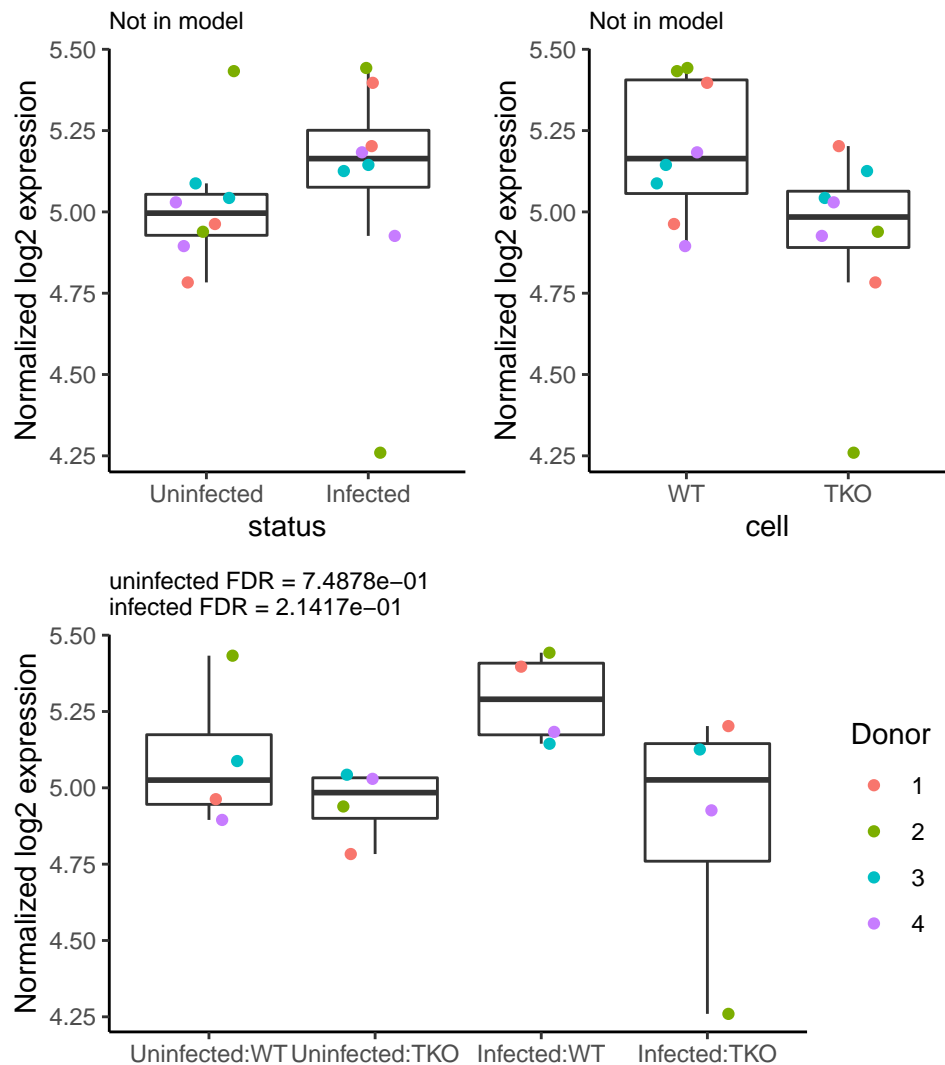 Not in model
Normalized log2 expression
5.50
5.25
5.00
4.75
4.50
4.25
Uninfected Infected
status
Not in model
Normalized log2 expression
5.50
5.25
5.00
4.75
4.50
4.25
WT TKO
cell
uninfected FDR = 7.4878e−01
infected FDR = 2.1417e−01
Normalized log2 expression
5.50
5.25
5.00
4.75
4.50
4.25
Uninfected:WT Uninfected:TKO Infected:WT Infected:TKO
Donor
1
2
3
4